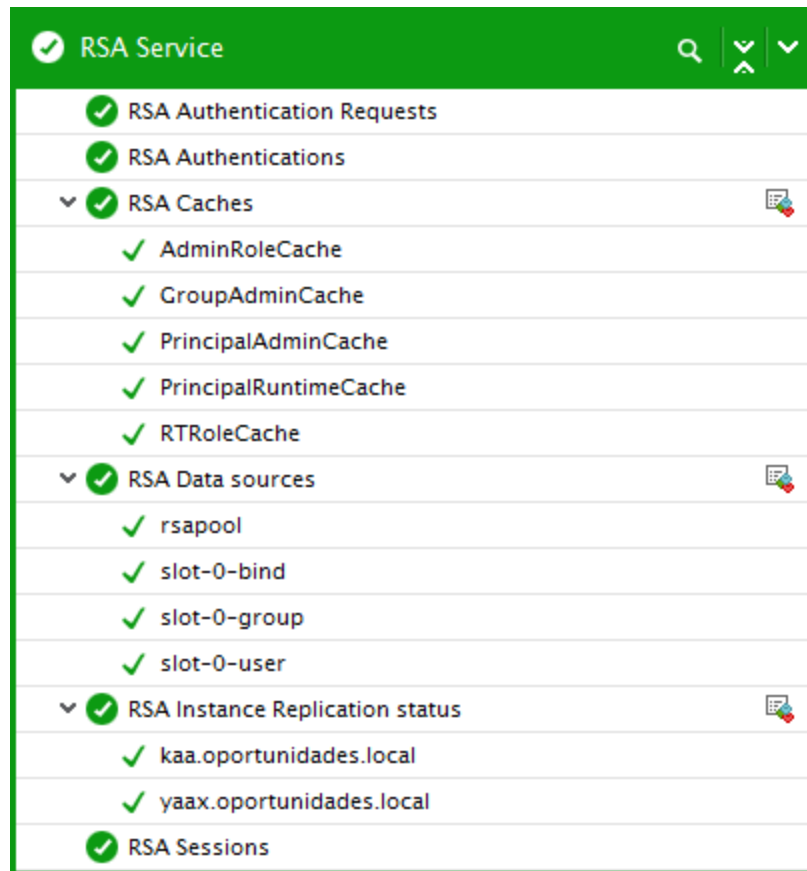 RSA Service
RSA Authentication Requests
RSA Authentications
RSA Caches
AdminRoleCache
GroupAdminCache
PrincipalAdminCache
PrincipalRuntimeCache
RTRoleCache
RSA Data sources
rsapool
slot-0-bind
slot-0-group
slot-0-user
RSA Instance Replication status
kaa.oportunidades.local
yaax.oportunidades.local
RSA Sessions